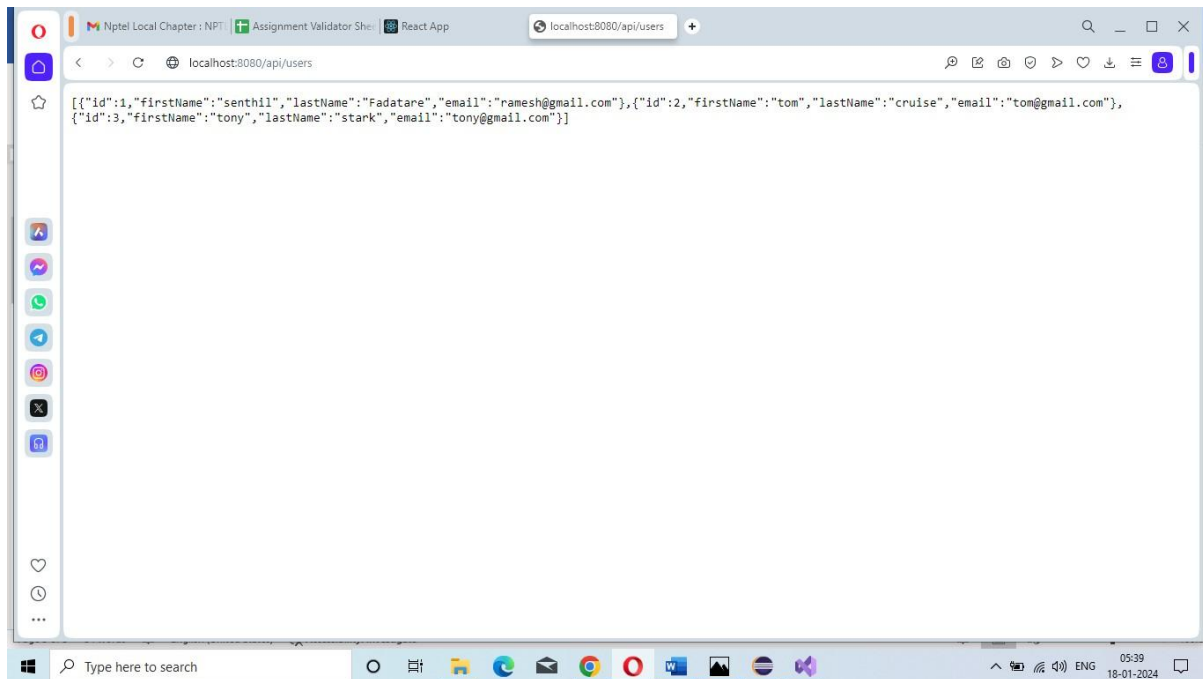 Nptel Local Chapter : NPT
Assignment Validator She
React App
localhost:8080/api/users
localhost:8080/api/users
[{"id":1,"firstName":"senthil","lastName":"Fadatare","email":"ramesh@gmail.com"},{"id":2,"firstName":"tom","lastName":"cruise","email":"tom@gmail.com"},
{"id":3,"firstName":"tony","lastName":"stark","email":"tony@gmail.com"}]
Type here to search
ENG
05:39
18-01-2024